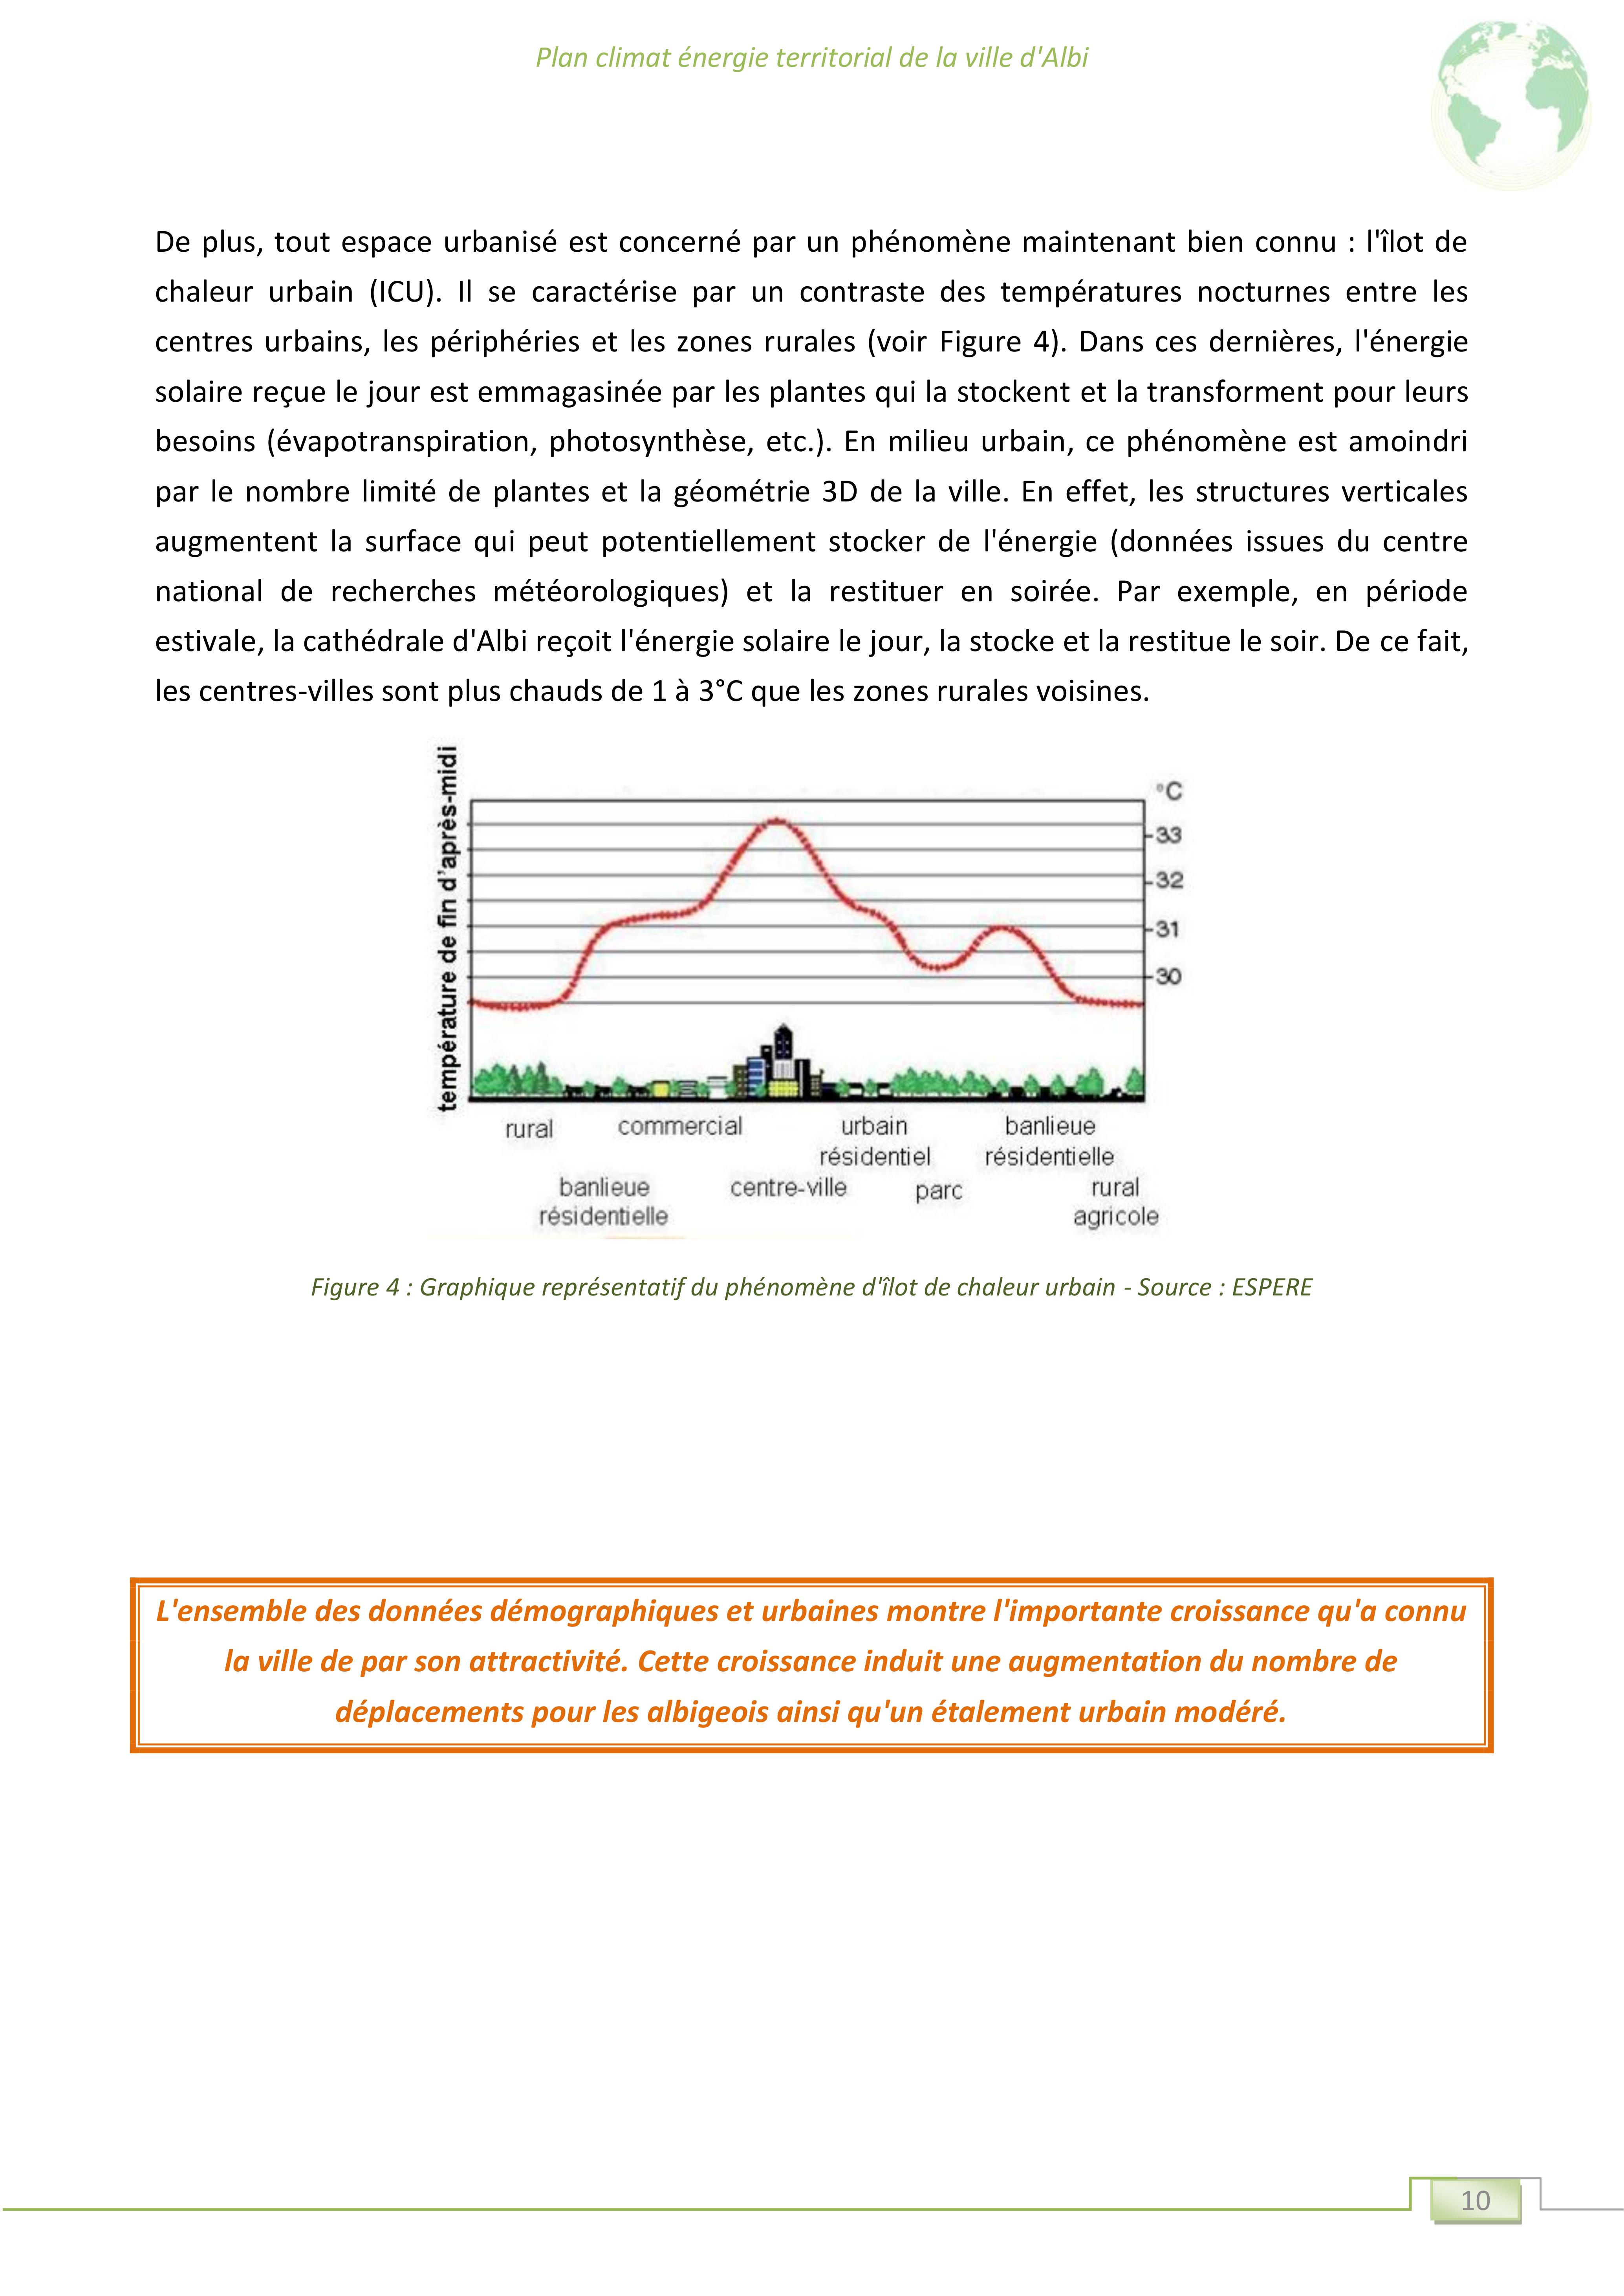 Plan climat énergie territorial de la ville d'Albi
De plus, tout espace urbanisé est concerné par un phénomène maintenant bien connu : l'îlot de
chaleur urbain (ICU). Il se caractérise par un contraste des températures nocturnes entre les
centres urbains, les périphéries et les zones rurales (voir Figure 4). Dans ces dernières, l'énergie
solaire reçue le jour est emmagasinée par les plantes qui la stockent et la transforment pour leurs
besoins (évapotranspiration, photosynthèse, etc.). En milieu urbain, ce phénomène est amoindri
par le nombre limité de plantes et la géométrie 3D de la ville. En effet, les structures verticales
augmentent la surface qui peut potentiellement stocker de l'énergie (données issues du centre
national de recherches météorologiques) et la restituer en soirée. Par exemple, en période
estivale, la cathédrale d'Albi reçoit l'énergie solaire le jour, la stocke et la restitue le soir. De ce fait,
les centres-villes sont plus chauds de 1 à 3°C que les zones rurales voisines.
température de fin d'après-midi
°C
33
32
31
30
rural
commercial
urbain
résidentiel
banlieue
résidentielle
banlieue
résidentielle
centre-ville
parc
rural
agricole
Figure 4 : Graphique représentatif du phénomène d'îlot de chaleur urbain - Source : ESPERE
L'ensemble des données démographiques et urbaines montre l'importante croissance qu'a connu
la ville de par son attractivité. Cette croissance induit une augmentation du nombre de
déplacements pour les albigeois ainsi qu'un étalement urbain modéré.
10